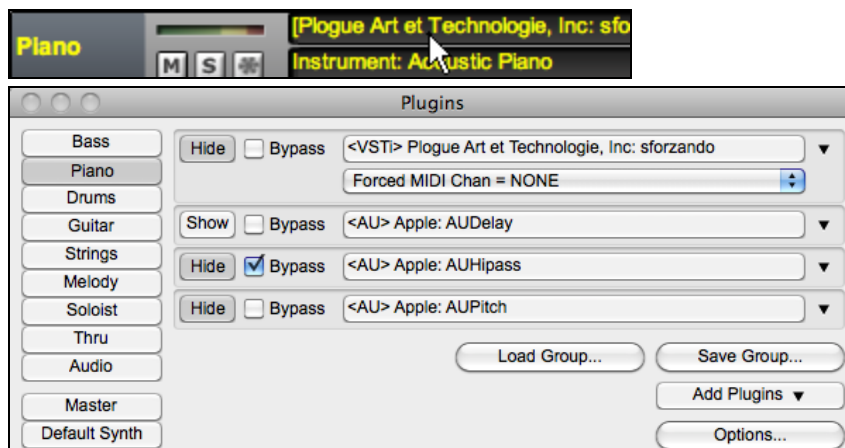 Piano
[Plogue Art et Technologie, Inc: sfo
M S
Instrument: Acoustic Piano
Plugins
Bass
Piano
Drums
Guitar
Strings
Melody
Soloist
Thru
Audio
Master
Default Synth
Hide Bypass <VSTi> Plogue Art et Technologie, Inc: sforzando ▼
Forced MIDI Chan = NONE
Show Bypass <AU> Apple: AUDelay ▼
Hide Bypass <AU> Apple: AUHipass ▼
Hide Bypass <AU> Apple: AUPitch ▼
Load Group... Save Group...
Add Plugins ▼
Options...